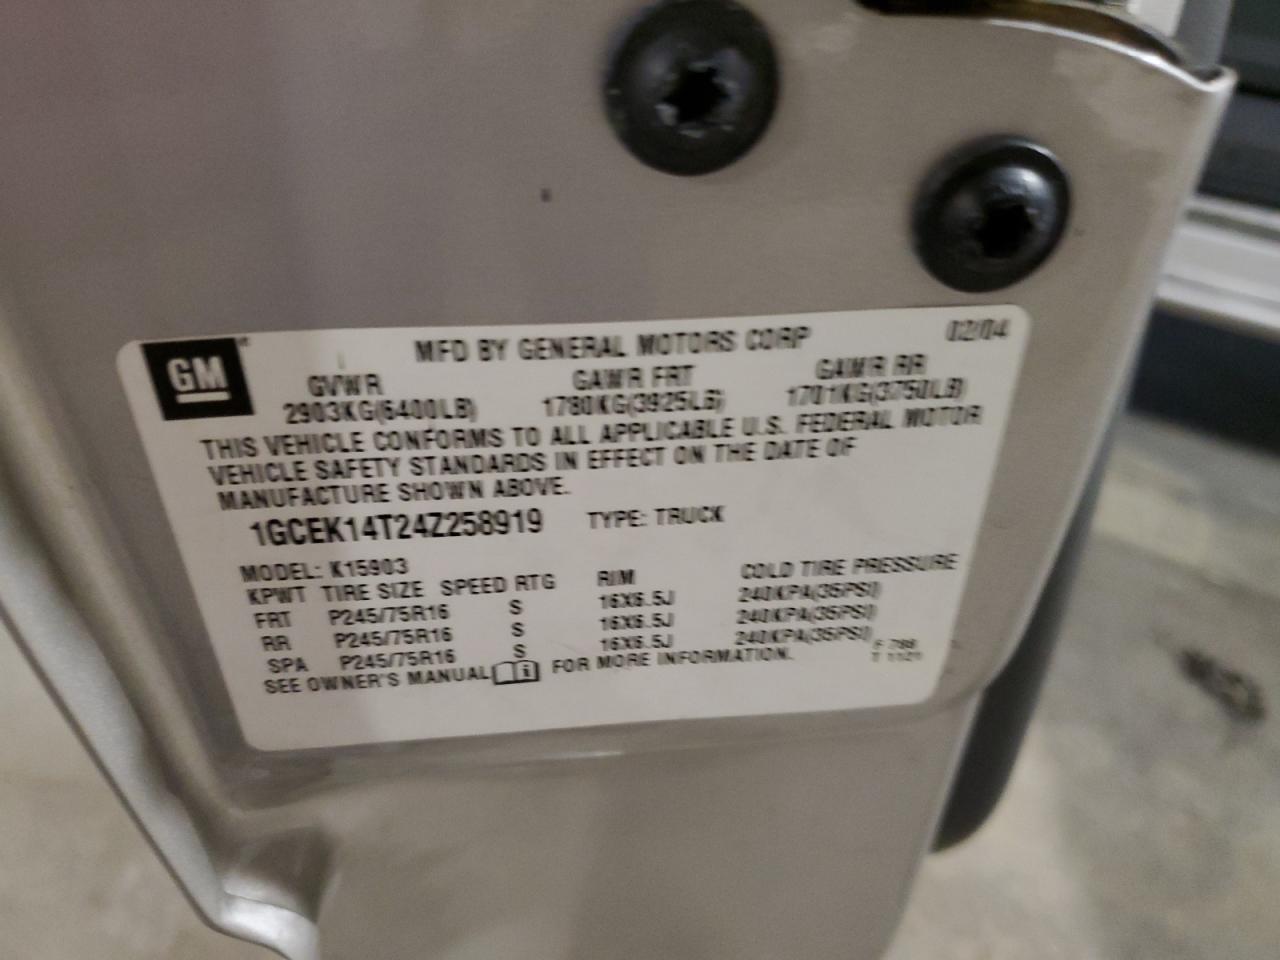 GM
MFD BY GENERAL MOTORS CORP 02/04
GVWR GAWR FRT GAWR RR
2903KG(6400LB) 1780KG(3925LB) 1701KG(3750LB)
THIS VEHICLE CONFORMS TO ALL APPLICABLE U.S. FEDERAL MOTOR
VEHICLE SAFETY STANDARDS IN EFFECT ON THE DATE OF
MANUFACTURE SHOWN ABOVE.
1GCEK14T24Z258919 TYPE: TRUCK
MODEL: K15903
KPWT TIRE SIZE SPEED RTG RIM COLD TIRE PRESSURE
FRT P245/75R16 S 16X6.5J 240KPA(35PSI)
RR P245/75R16 S 16X6.5J 240KPA(35PSI)
SPA P245/75R16 S 16X6.5J 240KPA(35PSI)
SEE OWNER'S MANUAL FOR MORE INFORMATION.
F
T 1121